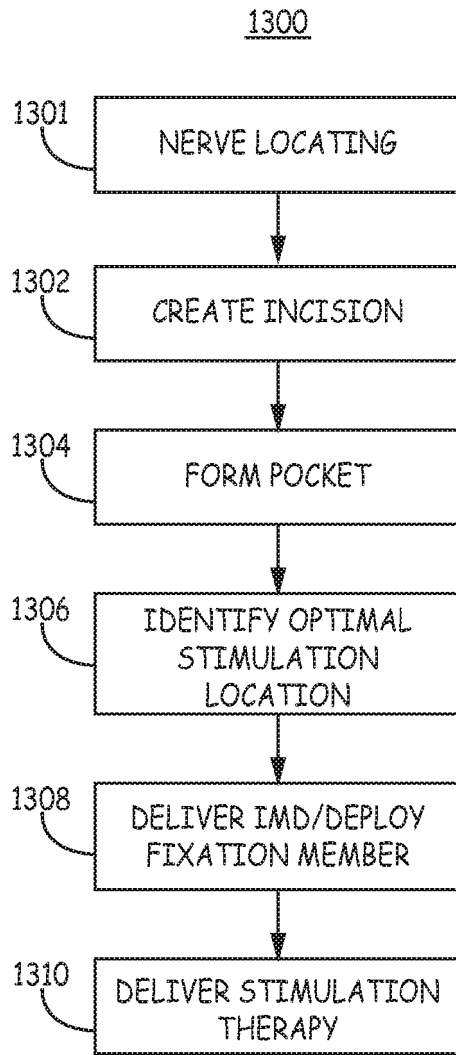 1300
1301
NERVE LOCATING
1302
CREATE INCISION
1304
FORM POCKET
1306
IDENTIFY OPTIMAL
STIMULATION
LOCATION
1308
DELIVER IMD/DEPLOY
FIXATION MEMBER
1310
DELIVER STIMULATION
THERAPY